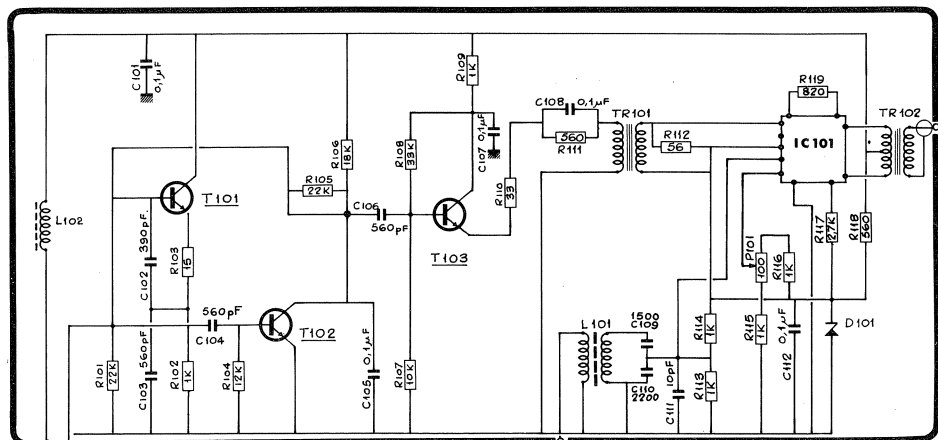 C101
0,1µF
L102
R101
22K
390pF.
C102
560pF
C103
T101
R103
15
R102
1K
560pF
C104
R104
12K
T102
R105
22K
R106
18K
C106
560pF
0,1µF
C105
R107
10K
R108
33K
R109
1K
C107
0,1µF
T103
R110
33
C108
0,1µF
560
R111
TR101
R112
56
L101
1500
C109
C110
2200
C111
10pF
R114
1K
R113
1K
R119
820
IC101
TR102
P101
100
R116
1K
R115
1K
0,1µF
C112
R117
2,7K
R118
560
D101